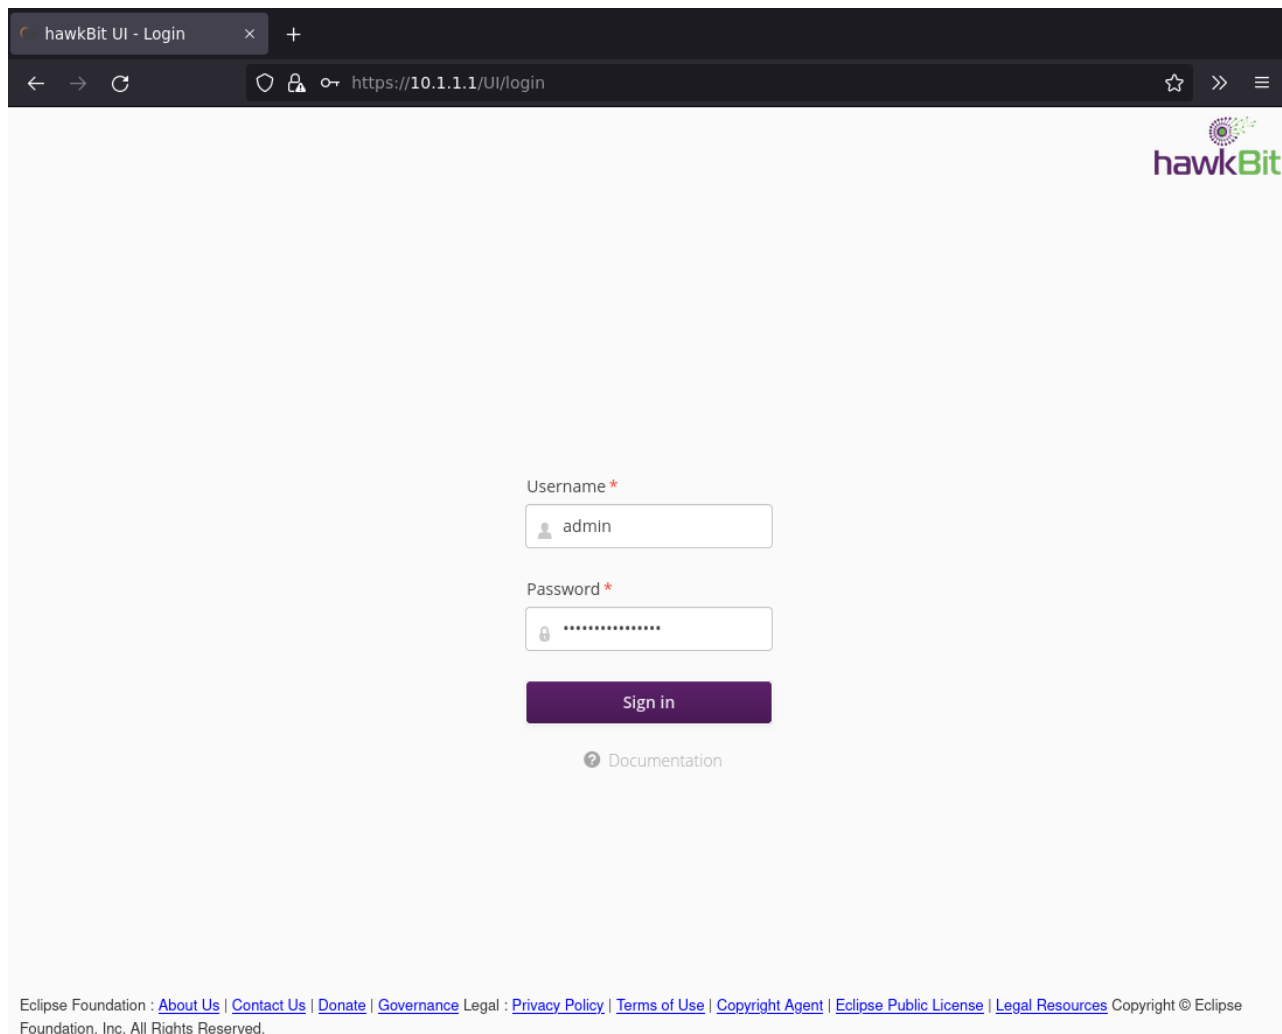 hawkBit UI - Login
https://10.1.1.1/UI/login
hawkBit
Username *
admin
Password *
••••••••••••••••
Sign in
Documentation
Eclipse Foundation : About Us | Contact Us | Donate | Governance Legal : Privacy Policy | Terms of Use | Copyright Agent | Eclipse Public License | Legal Resources Copyright © Eclipse
Foundation, Inc. All Rights Reserved.